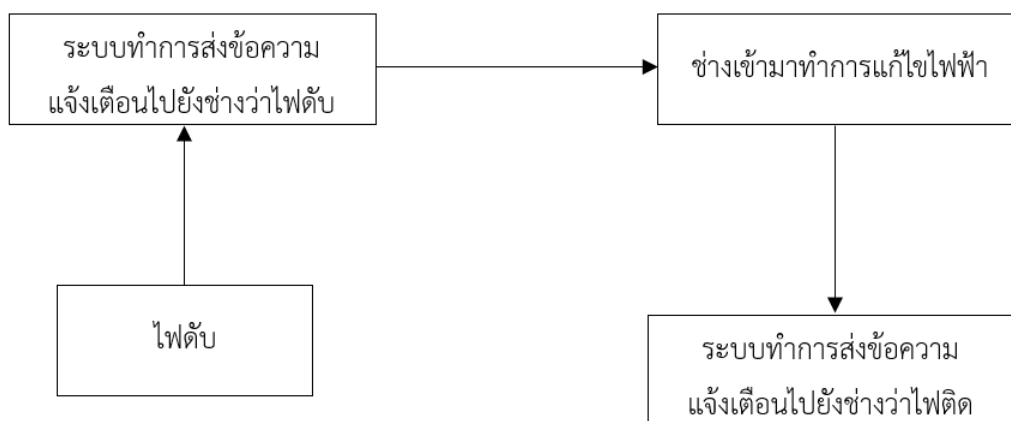 ระบบทำการส่งข้อความ
แจ้งเตือนไปยังช่างว่าไฟดับ
ช่างเข้ามาทำการแก้ไขไฟฟ้า
ไฟดับ
ระบบทำการส่งข้อความ
แจ้งเตือนไปยังช่างว่าไฟติด